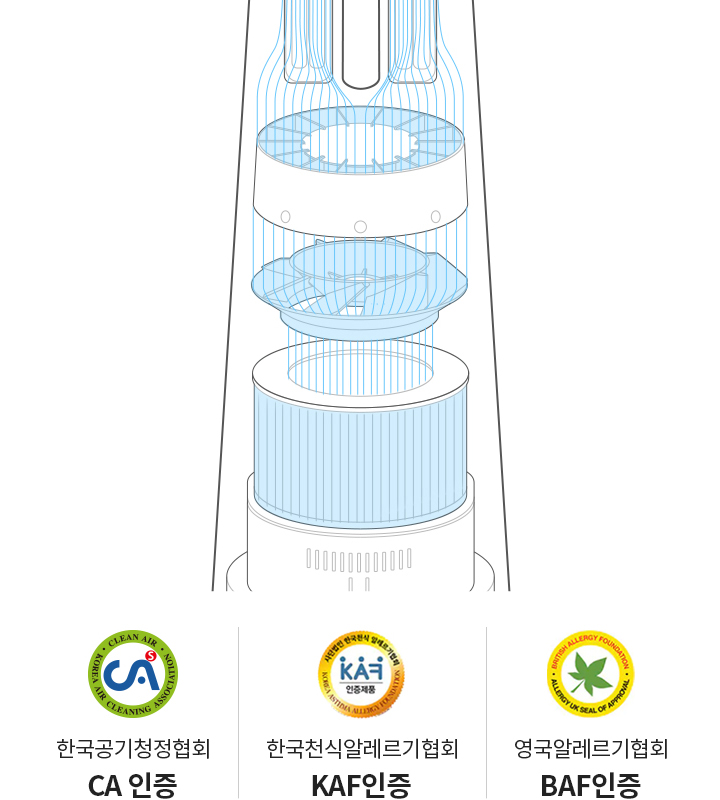 CLEAN AIR
KOREA AIR CLEANING ASSOCIATION
CA
S
한국공기청정협회
CA 인증
사단법인 한국천식 알레르기협회
KAF
인증제품
KOREA ASTHMA ALLERGY FOUNDATION
한국천식알레르기협회
KAF인증
BRITISH ALLERGY FOUNDATION
ALLERGY UK SEAL OF APPROVAL
영국알레르기협회
BAF인증